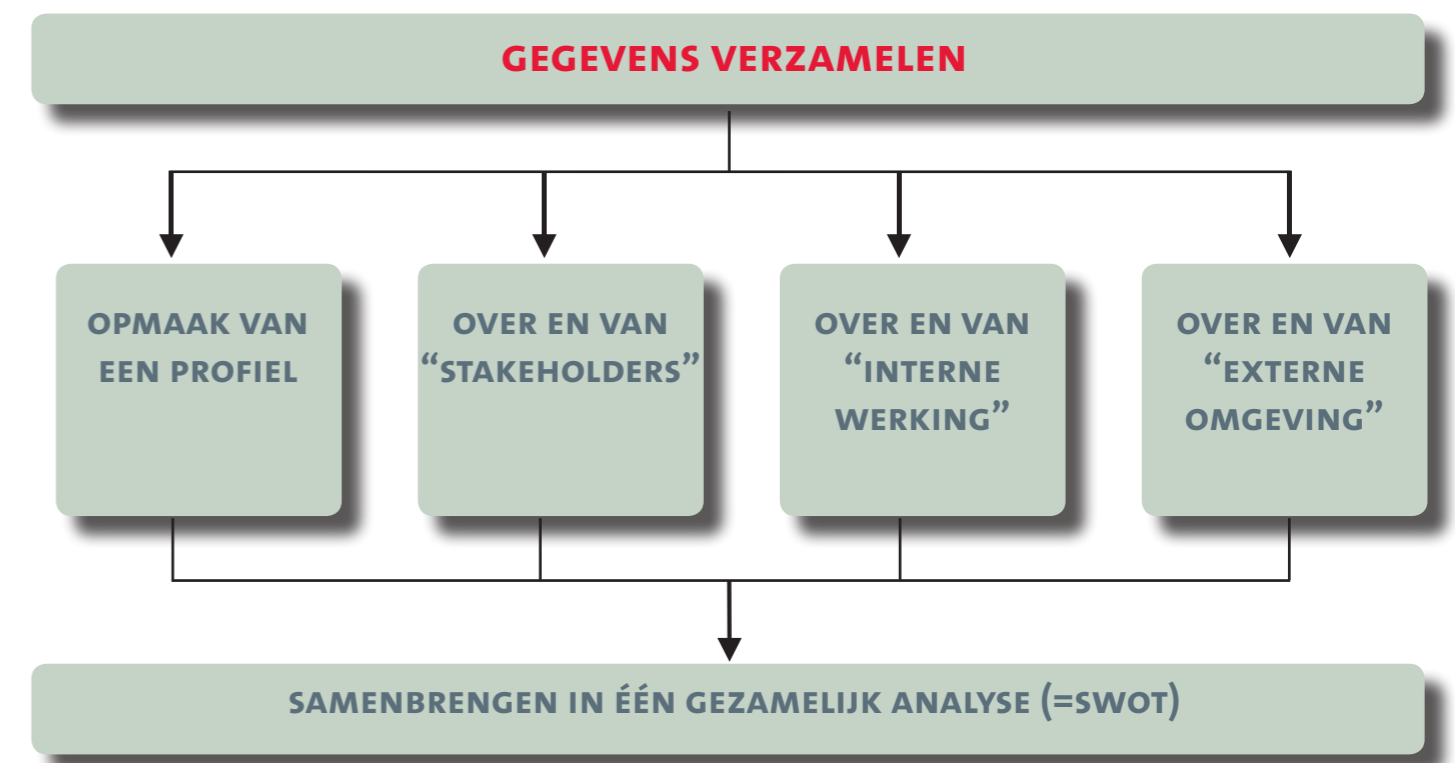 GEGEVENS VERZAMELEN
OPMAAK VAN
EEN PROFIEL
OVER EN VAN
“STAKEHOLDERS”
OVER EN VAN
“INTERNE
WERKING”
OVER EN VAN
“EXTERNE
OMGEVING”
SAMENBRENGEN IN ÉÉN GEZAMELIJK ANALYSE (=SWOT)